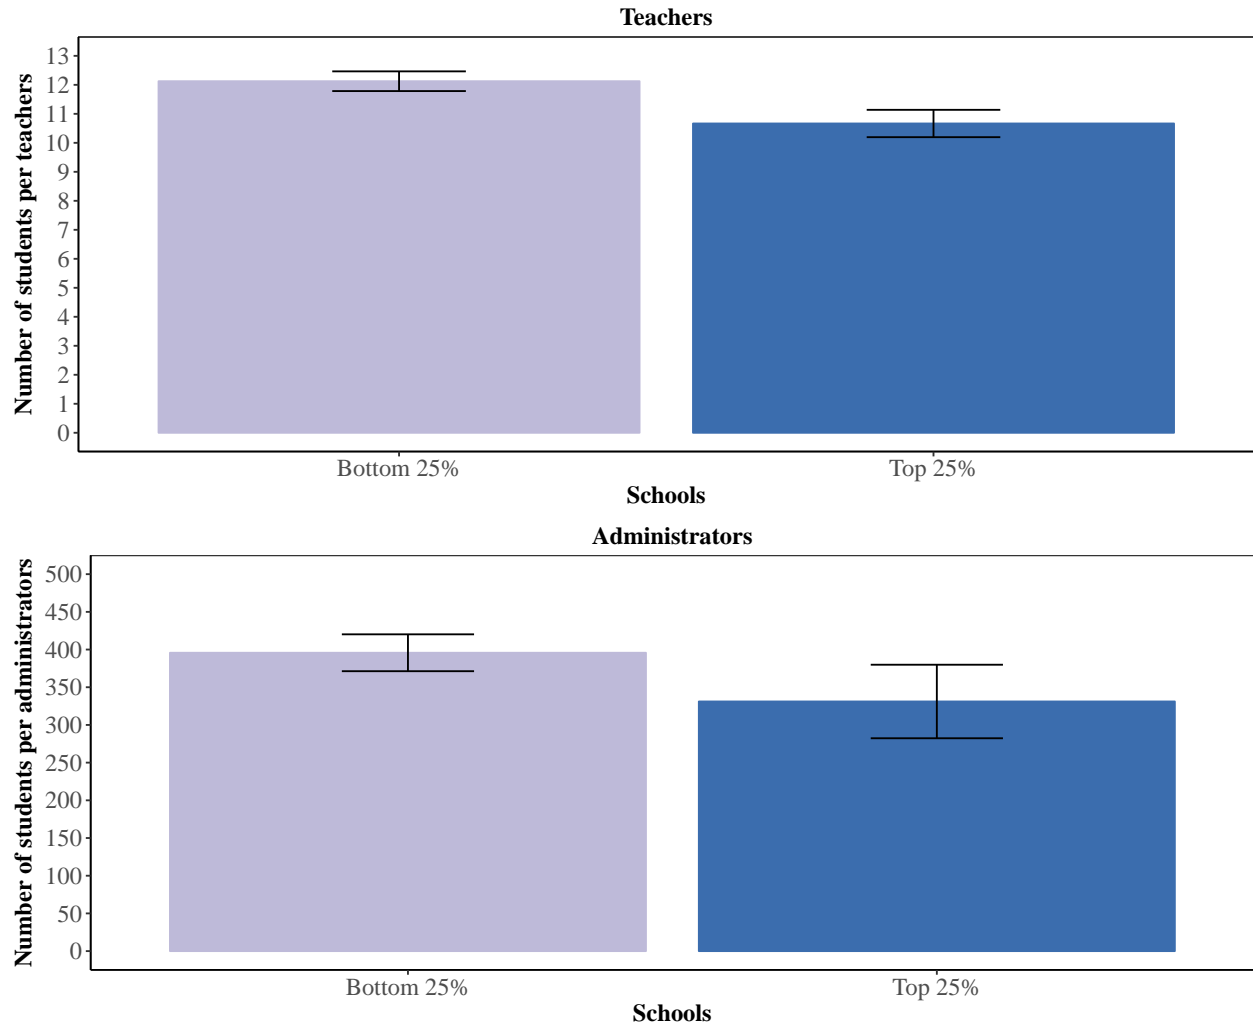 Teachers
Number of students per teachers
13
12
11
10
9
8
7
6
5
4
3
2
1
0
Bottom 25%
Top 25%
Schools
Administrators
Number of students per administrators
500
450
400
350
300
250
200
150
100
50
0
Bottom 25%
Top 25%
Schools